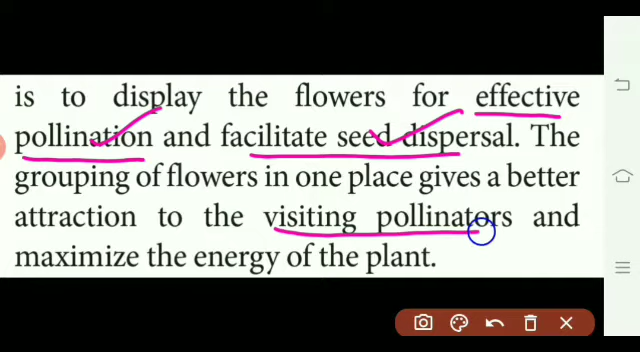 is to display the flowers for effective
pollination and facilitate seed dispersal. The
grouping of flowers in one place gives a better
attraction to the visiting pollinators and
maximize the energy of the plant.